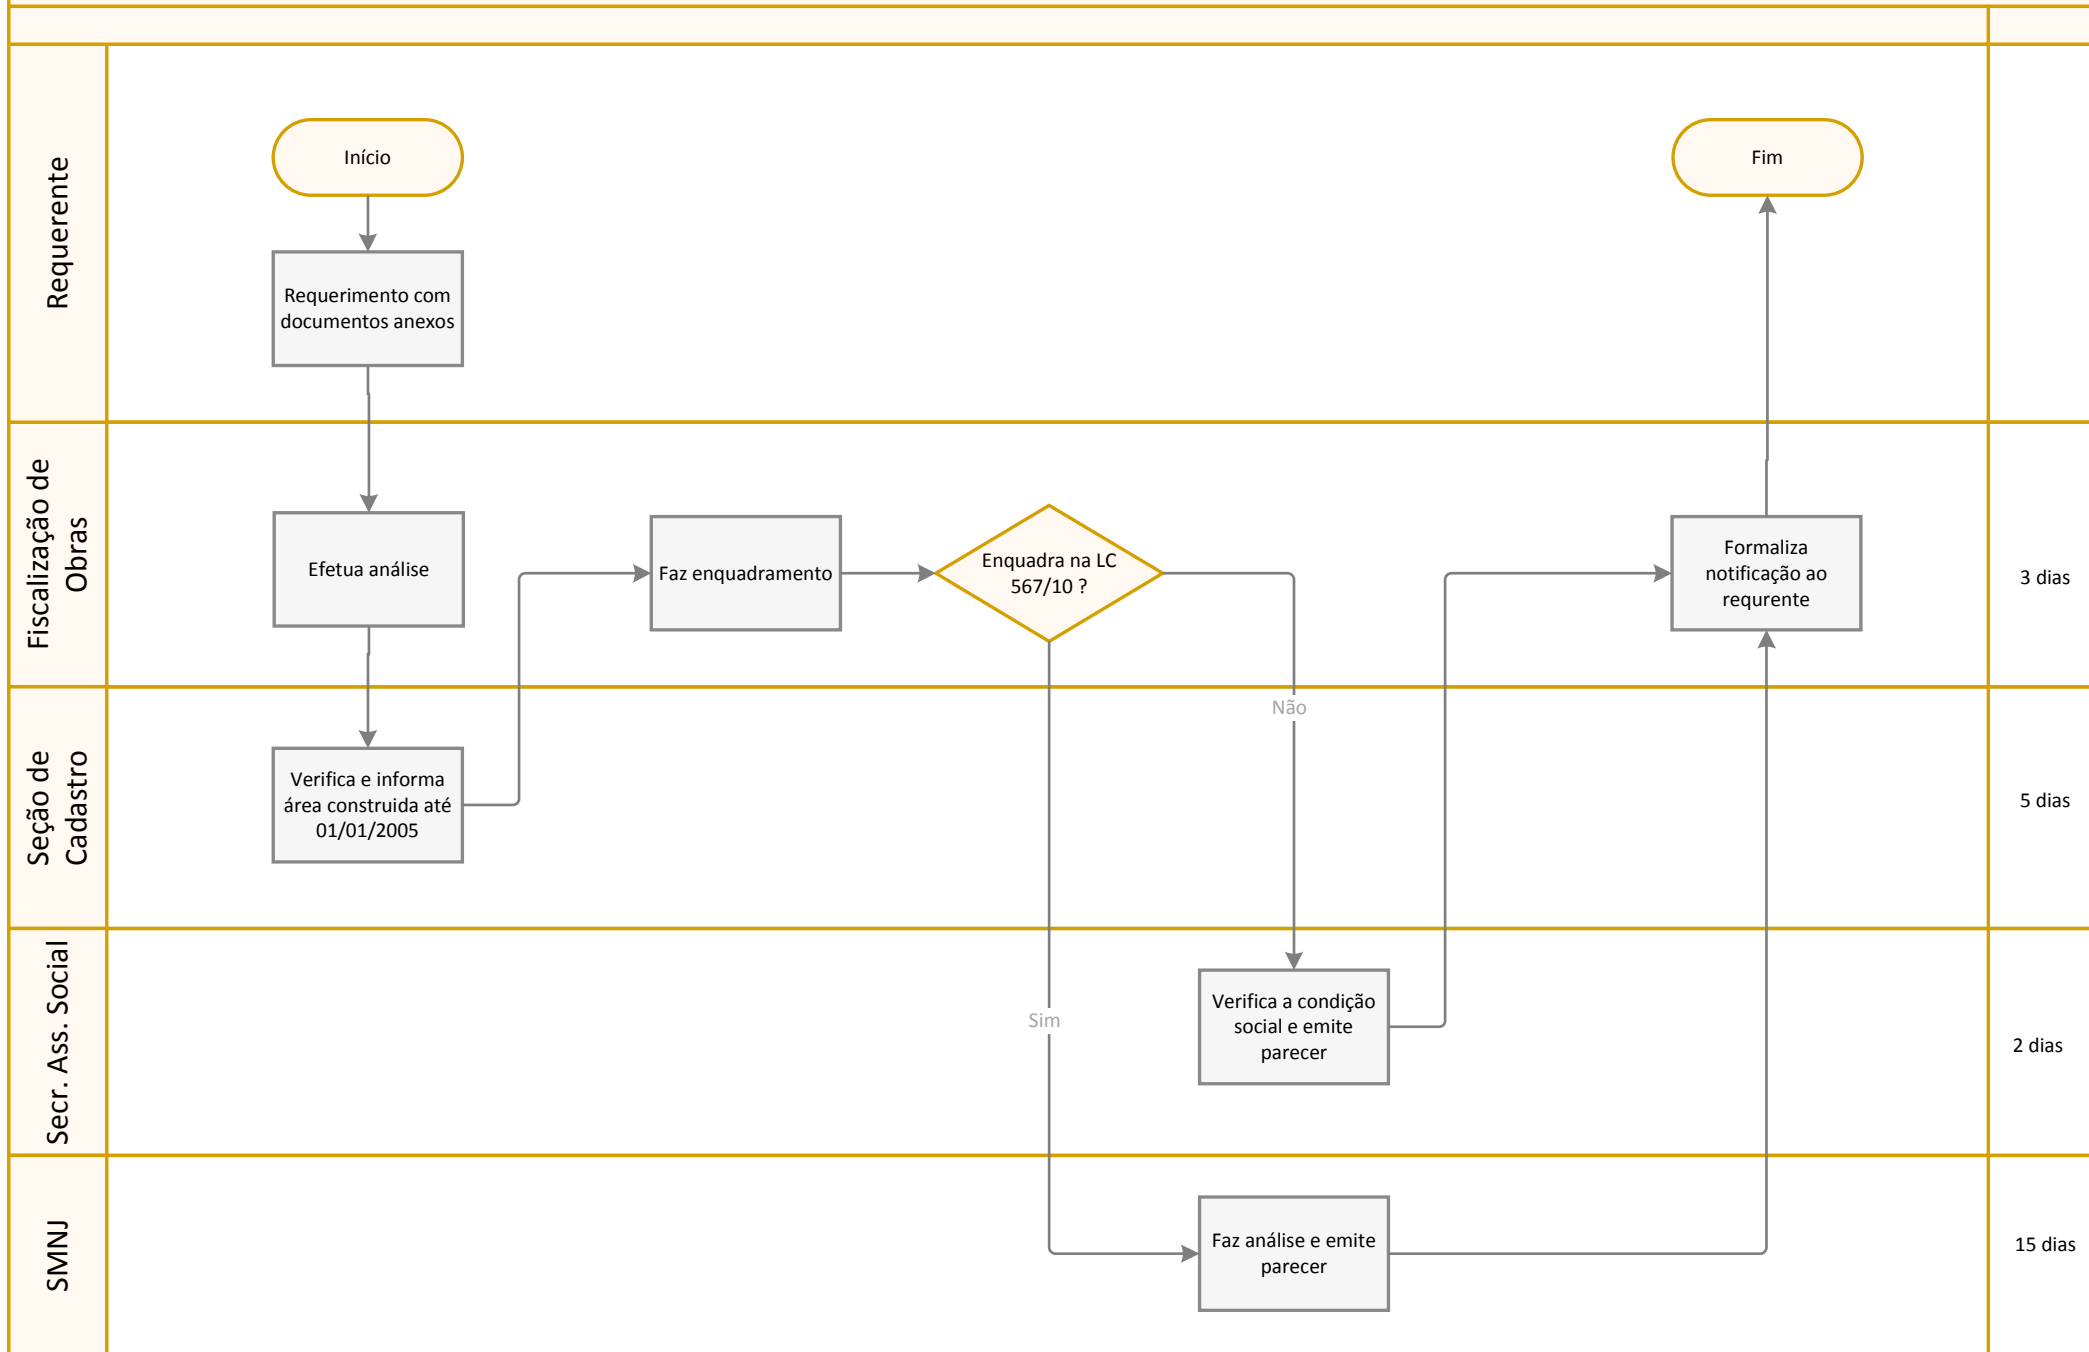 Requerente
Início
Fim
Requerimento com
documentos anexos
Fiscalização de
Obras
Efetua análise
Faz enquadramento
Enquadra na LC
567/10 ?
Formaliza
notificação ao
requrente
3 dias
Não
Seção de
Cadastro
Verifica e informa
área construida até
01/01/2005
5 dias
Secr. Ass. Social
Sim
Verifica a condição
social e emite
parecer
2 dias
SMNJ
Faz análise e emite
parecer
15 dias